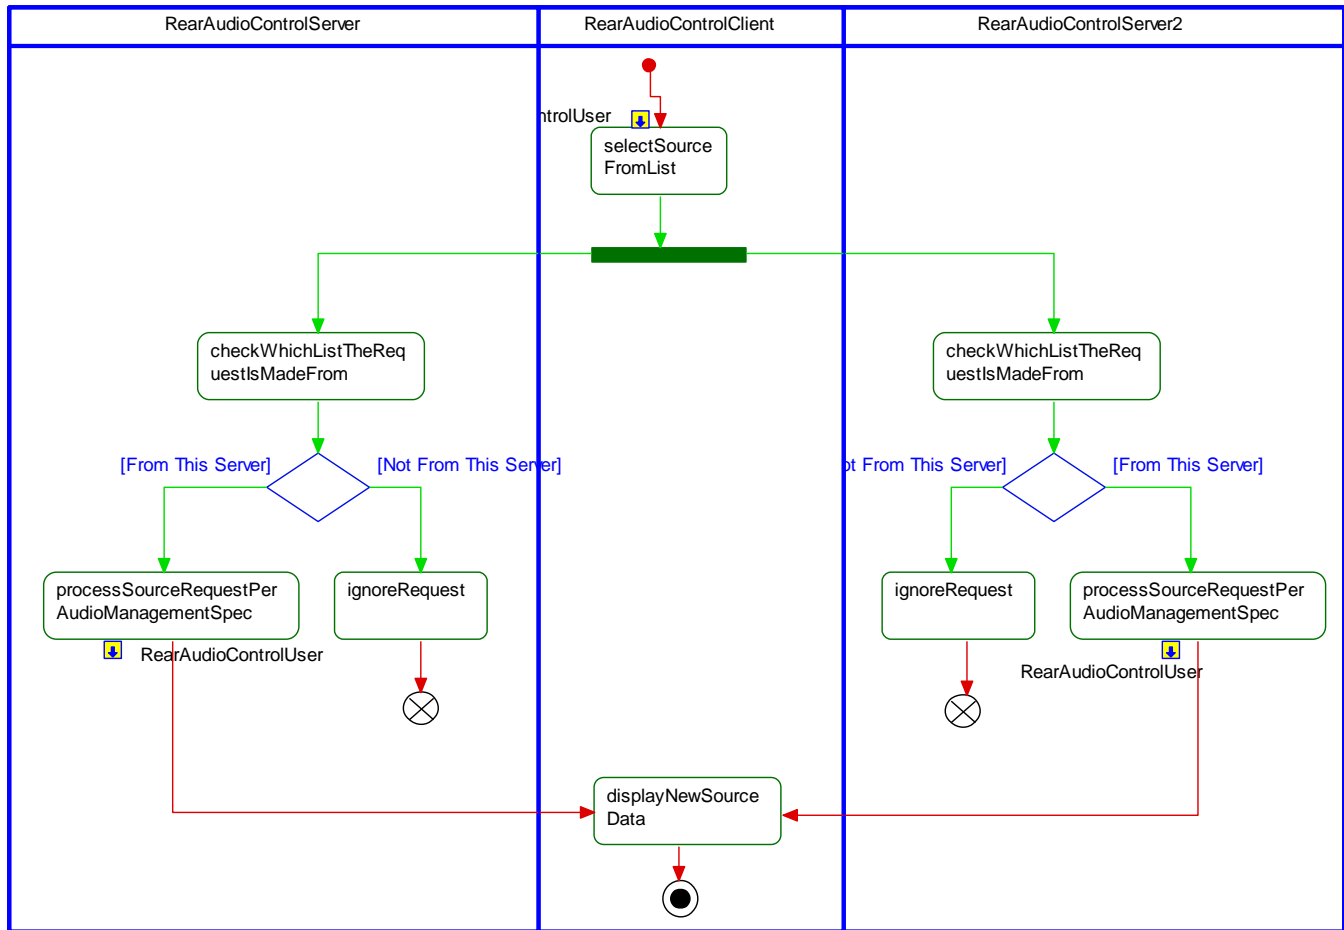 RearAudioControlServer
RearAudioControlClient
RearAudioControlServer2
ntrolUser
selectSource
FromList
checkWhichListTheReq
uestIsMadeFrom
checkWhichListTheReq
uestIsMadeFrom
[From This Server]
[Not From This Server]
ot From This Server]
[From This Server]
processSourceRequestPer
AudioManagementSpec
ignoreRequest
ignoreRequest
processSourceRequestPer
AudioManagementSpec
RearAudioControlUser
RearAudioControlUser
displayNewSource
Data